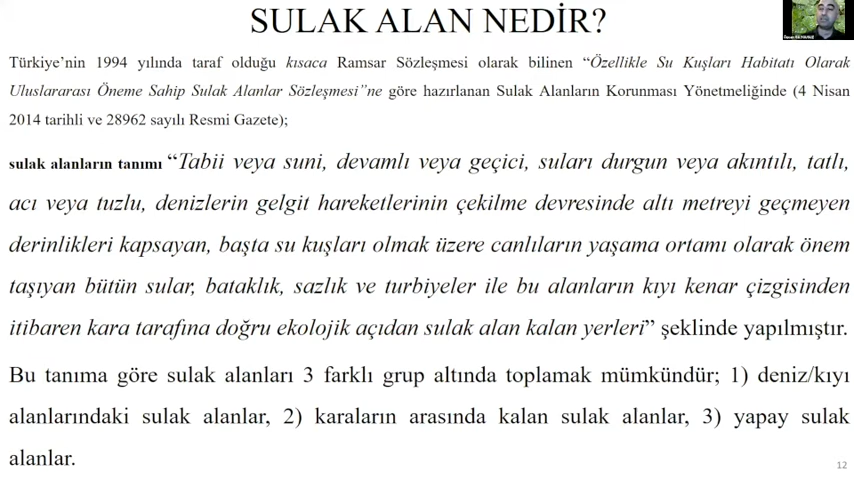 SULAK ALAN NEDİR?
Türkiye’nin 1994 yılında taraf olduğu kısaca Ramsar Sözleşmesi olarak bilinen “Özellikle Su Kuşları Habitatı Olarak
Uluslararası Öneme Sahip Sulak Alanlar Sözleşmesi”ne göre hazırlanan Sulak Alanların Korunması Yönetmeliğinde (4 Nisan
2014 tarihli ve 28962 sayılı Resmi Gazete);
sulak alanların tanımı “Tabii veya suni, devamlı veya geçici, suları durgun veya akıntılı, tatlı,
acı veya tuzlu, denizlerin gelgit hareketlerinin çekilme devresinde altı metreyi geçmeyen
derinlikleri kapsayan, başta su kuşları olmak üzere canlıların yaşama ortamı olarak önem
taşıyan bütün sular, bataklık, sazlık ve turbiyeler ile bu alanların kıyı kenar çizgisinden
itibaren kara tarafına doğru ekolojik açıdan sulak alan kalan yerleri” şeklinde yapılmıştır.
Bu tanıma göre sulak alanları 3 farklı grup altında toplamak mümkündür; 1) deniz/kıyı
alanlarındaki sulak alanlar, 2) karaların arasında kalan sulak alanlar, 3) yapay sulak
alanlar.
12